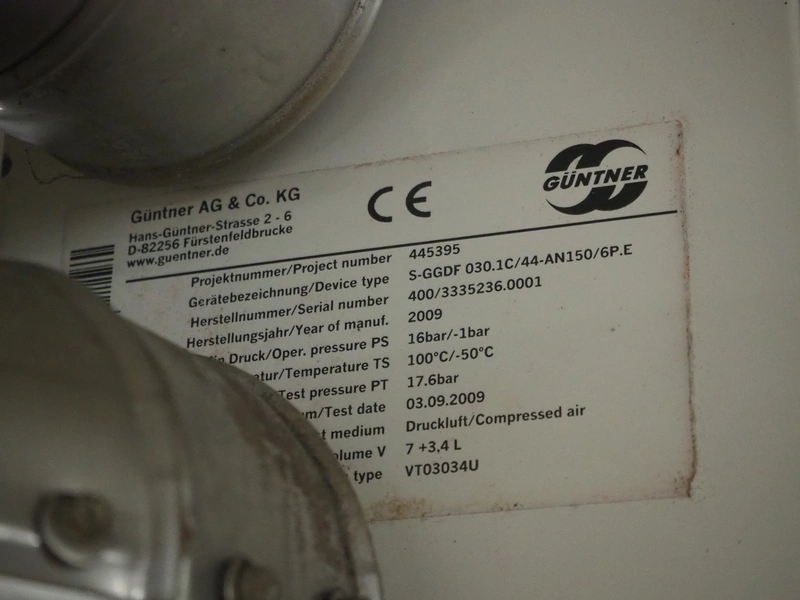 Güntner AG & Co. KG
Hans-Güntner-Strasse 2 - 6
D-82256 Fürstenfeldbrucke
www.guentner.de
CE
GÜNTNER
Projektnummer/Project number 445395
Gerätebezeichnung/Device type S-GGDF 030.1C/44-AN150/6P.E
Herstellnummer/Serial number 400/3335236.0001
Herstellungsjahr/Year of manuf. 2009
Druck/Oper. pressure PS 16bar/-1bar
/Temperature TS 100°C/-50°C
Test pressure PT 17.6bar
/Test date 03.09.2009
medium Druckluft/Compressed air
V 7 +3,4 L
type VT03034U